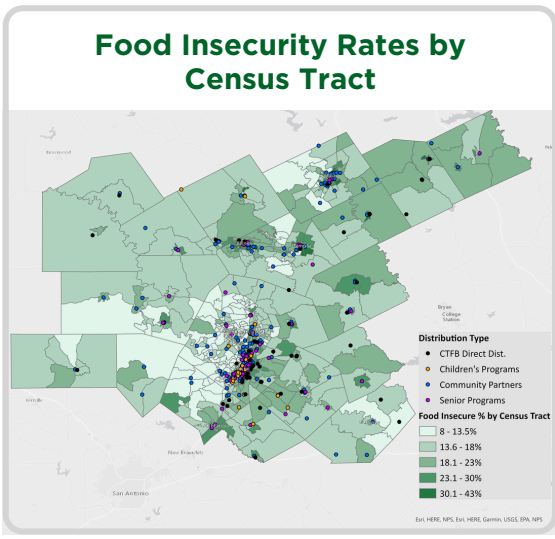 Food Insecurity Rates by
Census Tract
Brownwood
Bryan
College
Station
Distribution Type
CTFB Direct Dist.
Children's Programs
Community Partners
Senior Programs
Food Insecure % by Census Tract
8 - 13.5%
13.6 - 18%
18.1 - 23%
23.1 - 30%
30.1 - 43%
Kerrville
New Braunfels
San Antonio
Esri, HERE, NPS, Esri, HERE, Garmin, USGS, EPA, NPS